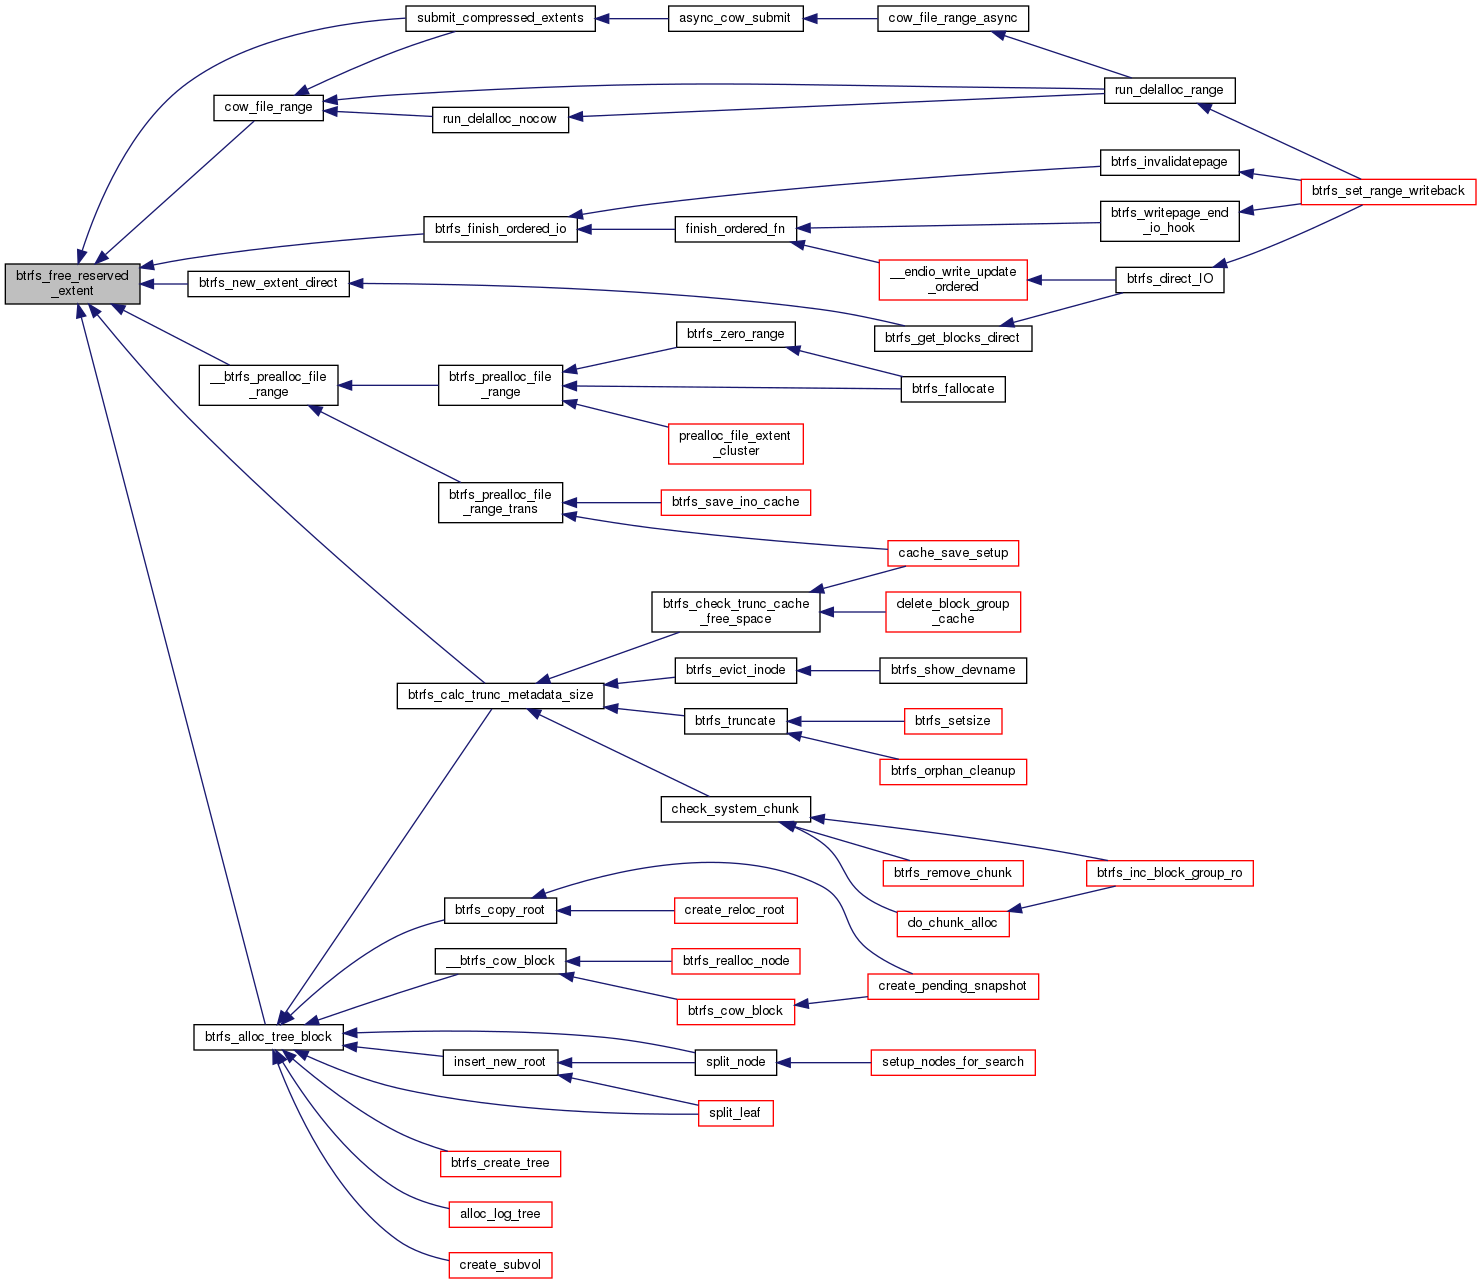 submit_compressed_extents
async_cow_submit
cow_file_range_async
cow_file_range
run_delalloc_nocow
run_delalloc_range
btrfs_invalidatepage
btrfs_set_range_writeback
btrfs_finish_ordered_io
finish_ordered_fn
btrfs_writepage_end
_io_hook
btrfs_free_reserved
_extent
btrfs_new_extent_direct
__endio_write_update
_ordered
btrfs_direct_IO
btrfs_get_blocks_direct
btrfs_zero_range
__btrfs_prealloc_file
_range
btrfs_prealloc_file
_range
btrfs_fallocate
prealloc_file_extent
_cluster
btrfs_prealloc_file
_range_trans
btrfs_save_ino_cache
cache_save_setup
btrfs_check_trunc_cache
_free_space
delete_block_group
_cache
btrfs_evict_inode
btrfs_show_devname
btrfs_calc_trunc_metadata_size
btrfs_truncate
btrfs_setsize
btrfs_orphan_cleanup
check_system_chunk
btrfs_remove_chunk
btrfs_inc_block_group_ro
btrfs_copy_root
create_reloc_root
do_chunk_alloc
__btrfs_cow_block
btrfs_realloc_node
create_pending_snapshot
btrfs_cow_block
btrfs_alloc_tree_block
insert_new_root
split_node
setup_nodes_for_search
split_leaf
btrfs_create_tree
alloc_log_tree
create_subvol